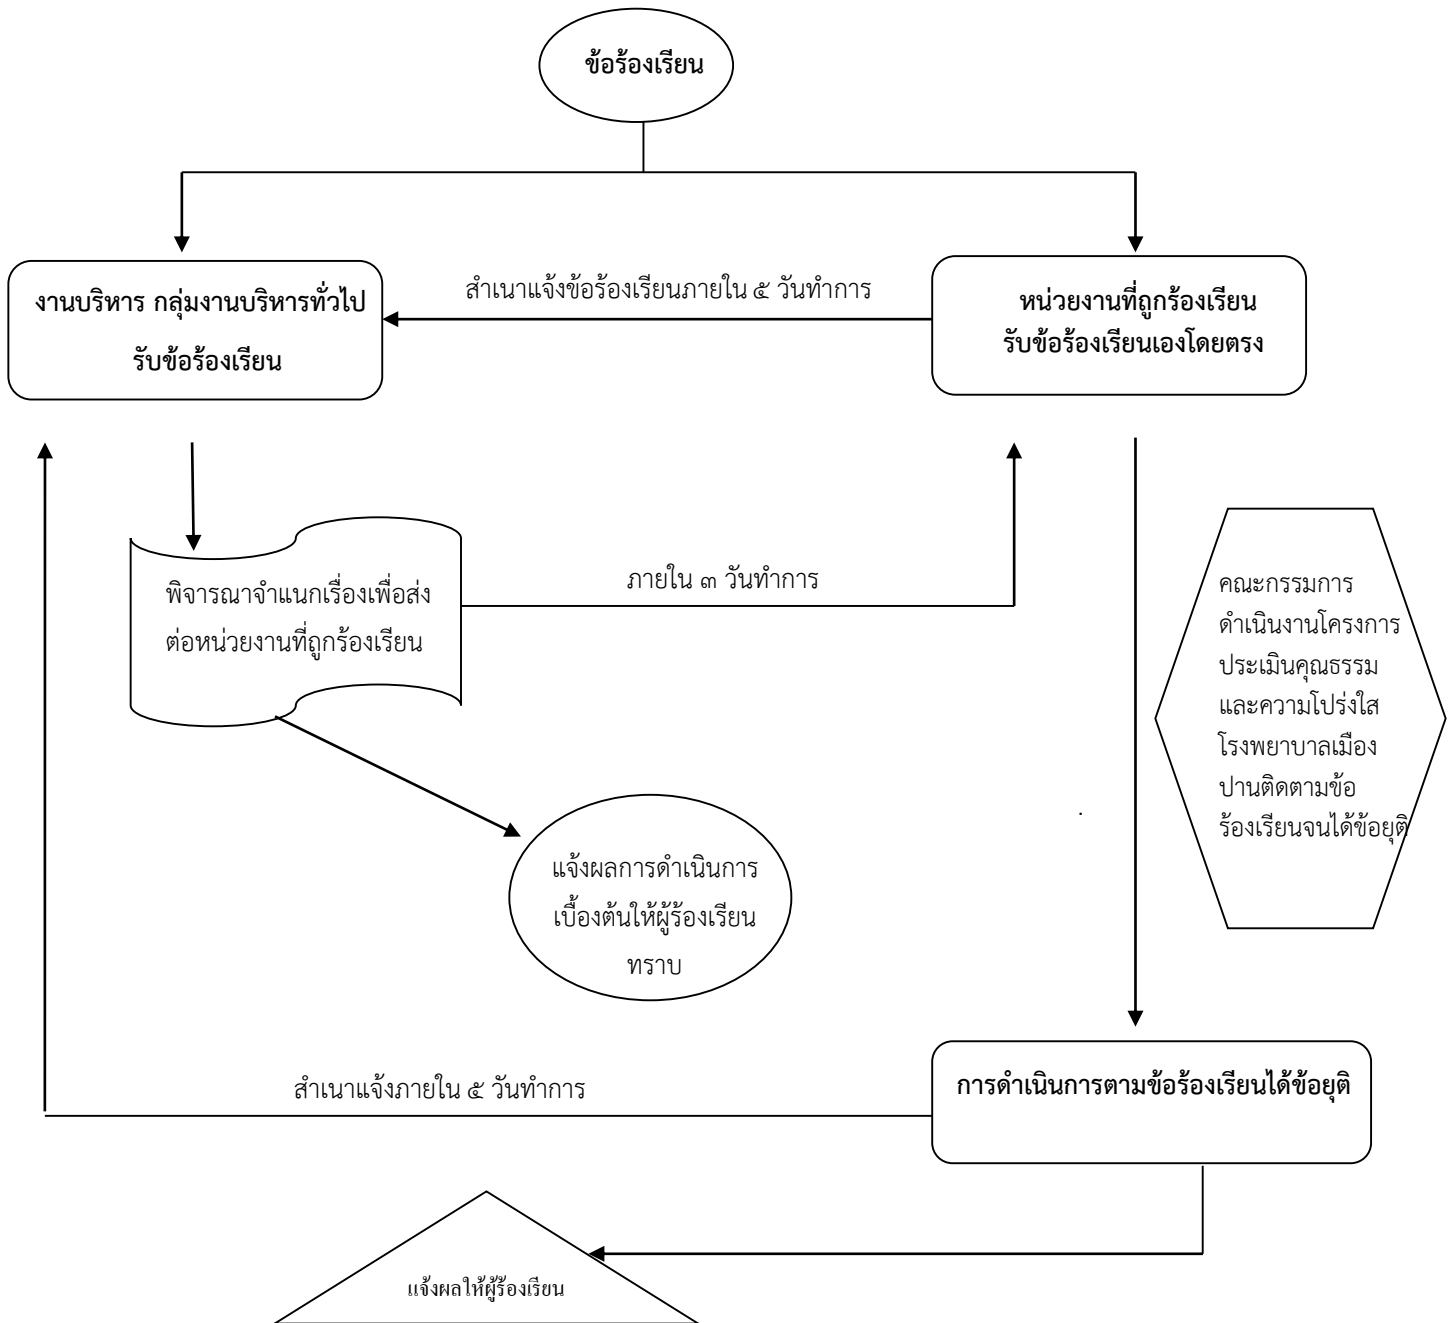 ข้อร้องเรียน
งานบริหาร กลุ่มงานบริหารทั่วไป
รับข้อร้องเรียน
สำเนาแจ้งข้อร้องเรียนภายใน ๕ วันทำการ
หน่วยงานที่ถูกร้องเรียน
รับข้อร้องเรียนเองโดยตรง
พิจารณาจำแนกเรื่องเพื่อส่ง
ต่อหน่วยงานที่ถูกร้องเรียน
ภายใน ๓ วันทำการ
คณะกรรมการ
ดำเนินงานโครงการ
ประเมินคุณธรรม
และความโปร่งใส
โรงพยาบาลเมือง
ปานติดตามข้อ
ร้องเรียนจนได้ข้อยุติ
แจ้งผลการดำเนินการ
เบื้องต้นให้ผู้ร้องเรียน
ทราบ
สำเนาแจ้งภายใน ๕ วันทำการ
การดำเนินการตามข้อร้องเรียนได้ข้อยุติ
แจ้งผลให้ผู้ร้องเรียน